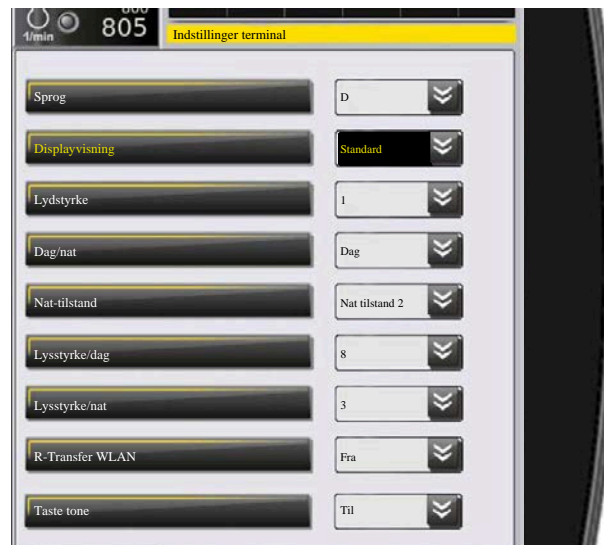 1/min 805
Indstillinger terminal
Sprog D
Displayvisning Standard
Lydstyrke 1
Dag/nat Dag
Nat-tilstand Nat tilstand 2
Lysstyrke/dag 8
Lysstyrke/nat 3
R-Transfer WLAN Fra
Taste tone Til